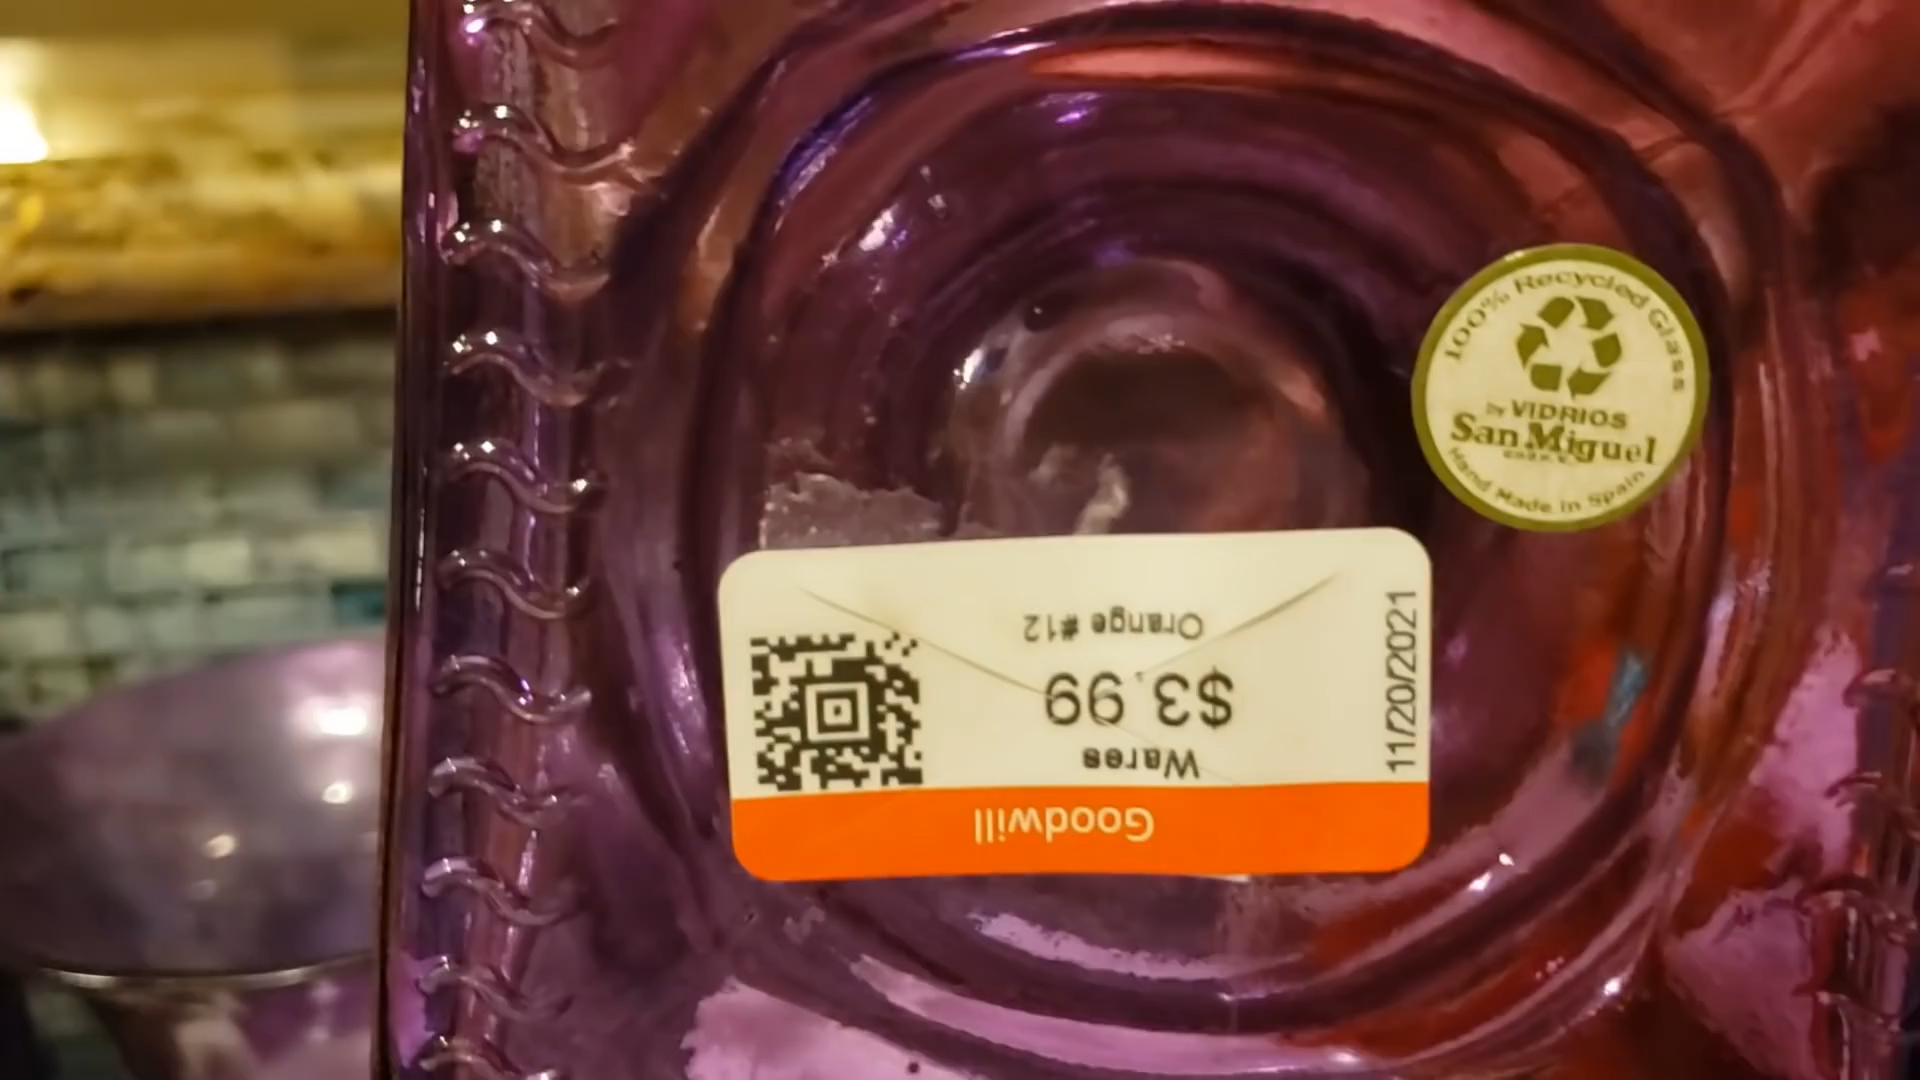 100% Recycled Glass
by VIDRIOS
San Miguel
Hand Made in Spain
Goodwill
Wares
$3.99
Orange #12
11/20/2021